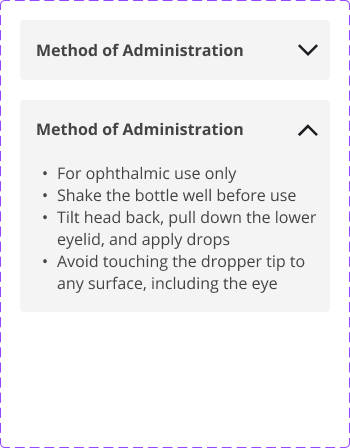 Method of Administration
Method of Administration
• For ophthalmic use only
• Shake the bottle well before use
• Tilt head back, pull down the lower
eyelid, and apply drops
• Avoid touching the dropper tip to
any surface, including the eye